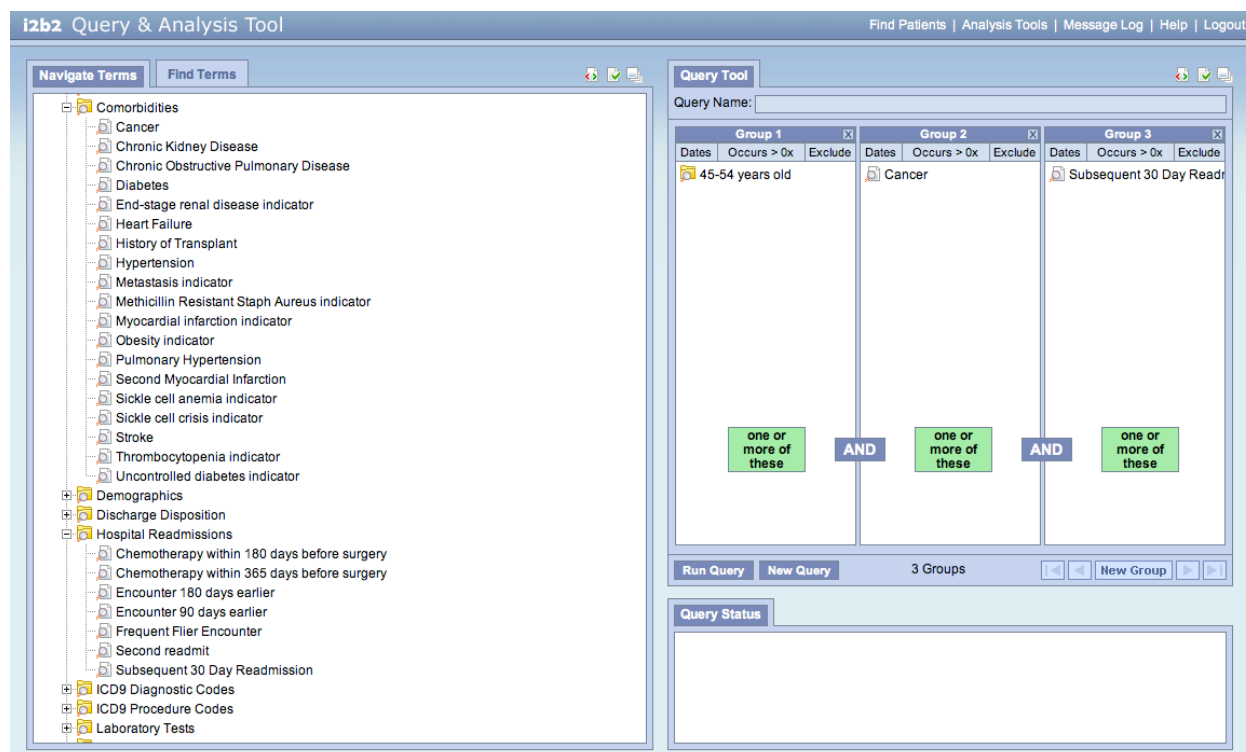 i2b2 Query & Analysis Tool
Find Patients | Analysis Tools | Message Log | Help | Logout
Navigate Terms
Find Terms
Comorbidities
Cancer
Chronic Kidney Disease
Chronic Obstructive Pulmonary Disease
Diabetes
End-stage renal disease indicator
Heart Failure
History of Transplant
Hypertension
Metastasis indicator
Methicillin Resistant Staph Aureus indicator
Myocardial infarction indicator
Obesity indicator
Pulmonary Hypertension
Second Myocardial Infarction
Sickle cell anemia indicator
Sickle cell crisis indicator
Stroke
Thrombocytopenia indicator
Uncontrolled diabetes indicator
Demographics
Discharge Disposition
Hospital Readmissions
Chemotherapy within 180 days before surgery
Chemotherapy within 365 days before surgery
Encounter 180 days earlier
Encounter 90 days earlier
Frequent Flier Encounter
Second readmit
Subsequent 30 Day Readmission
ICD9 Diagnostic Codes
ICD9 Procedure Codes
Laboratory Tests
Query Tool
Query Name:
Group 1 Group 2 Group 3
Dates Occurs > 0x Exclude Dates Occurs > 0x Exclude Dates Occurs > 0x Exclude
45-54 years old
Cancer
Subsequent 30 Day Readr
one or
more of
these
AND
one or
more of
these
AND
one or
more of
these
Run Query New Query 3 Groups New Group
Query Status